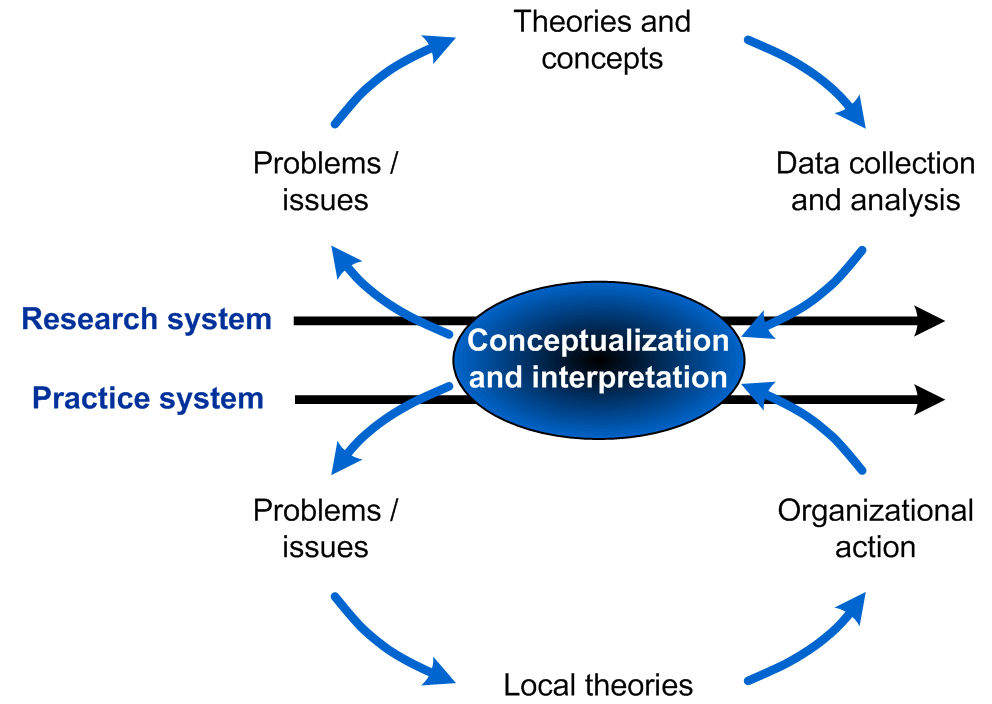 Theories and
concepts
Problems /
issues
Data collection
and analysis
Research system
Conceptualization
and interpretation
Practice system
Problems /
issues
Organizational
action
Local theories